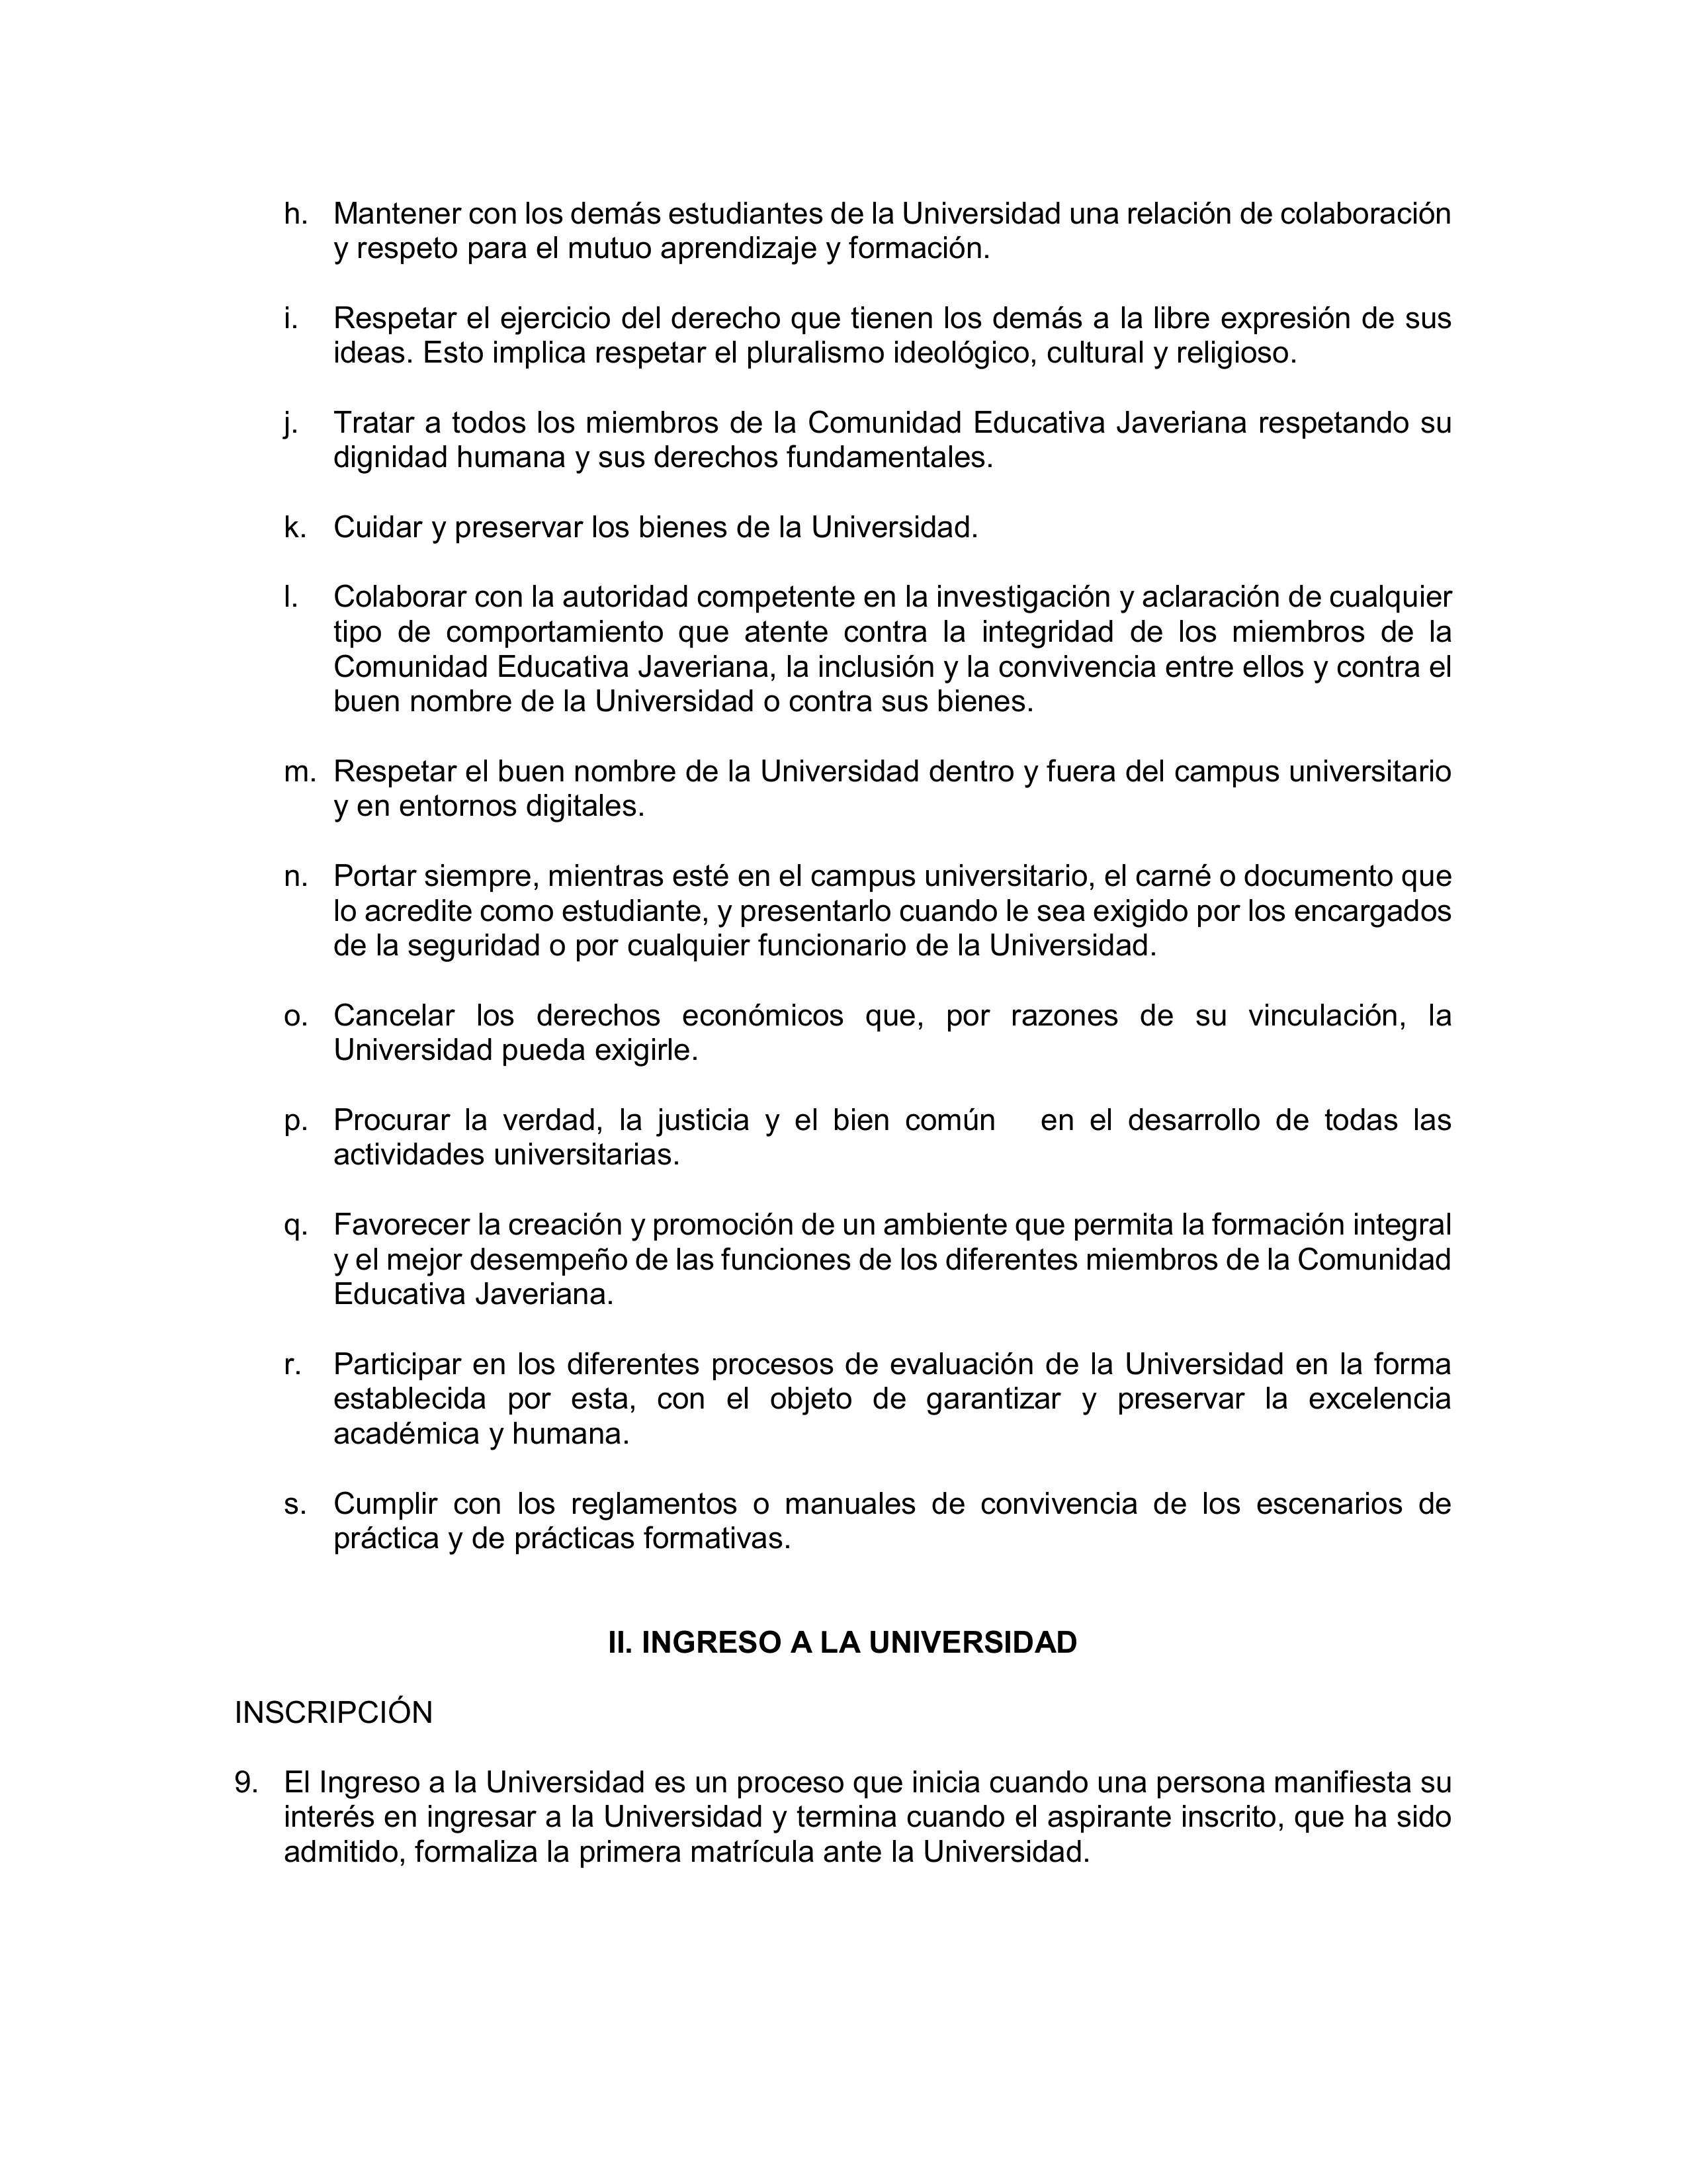 h. Mantener con los demás estudiantes de la Universidad una relación de colaboración
y respeto para el mutuo aprendizaje y formación.
i. Respetar el ejercicio del derecho que tienen los demás a la libre expresión de sus
ideas. Esto implica respetar el pluralismo ideológico, cultural y religioso.
j. Tratar a todos los miembros de la Comunidad Educativa Javeriana respetando su
dignidad humana y sus derechos fundamentales.
k. Cuidar y preservar los bienes de la Universidad.
l. Colaborar con la autoridad competente en la investigación y aclaración de cualquier
tipo de comportamiento que atente contra la integridad de los miembros de la
Comunidad Educativa Javeriana, la inclusión y la convivencia entre ellos y contra el
buen nombre de la Universidad o contra sus bienes.
m. Respetar el buen nombre de la Universidad dentro y fuera del campus universitario
y en entornos digitales.
n. Portar siempre, mientras esté en el campus universitario, el carné o documento que
lo acredite como estudiante, y presentarlo cuando le sea exigido por los encargados
de la seguridad o por cualquier funcionario de la Universidad.
o. Cancelar los derechos económicos que, por razones de su vinculación, la
Universidad pueda exigirle.
p. Procurar la verdad, la justicia y el bien común en el desarrollo de todas las
actividades universitarias.
q. Favorecer la creación y promoción de un ambiente que permita la formación integral
y el mejor desempeño de las funciones de los diferentes miembros de la Comunidad
Educativa Javeriana.
r. Participar en los diferentes procesos de evaluación de la Universidad en la forma
establecida por esta, con el objeto de garantizar y preservar la excelencia
académica y humana.
s. Cumplir con los reglamentos o manuales de convivencia de los escenarios de
práctica y de prácticas formativas.
II. INGRESO A LA UNIVERSIDAD
INSCRIPCIÓN
9. El Ingreso a la Universidad es un proceso que inicia cuando una persona manifiesta su
interés en ingresar a la Universidad y termina cuando el aspirante inscrito, que ha sido
admitido, formaliza la primera matrícula ante la Universidad.